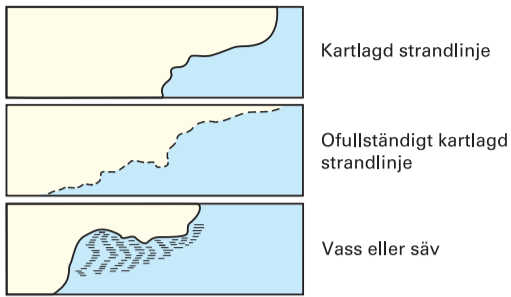 Kartlagd strandlinje
Ofullständigt kartlagd
strandlinje
Vass eller säv